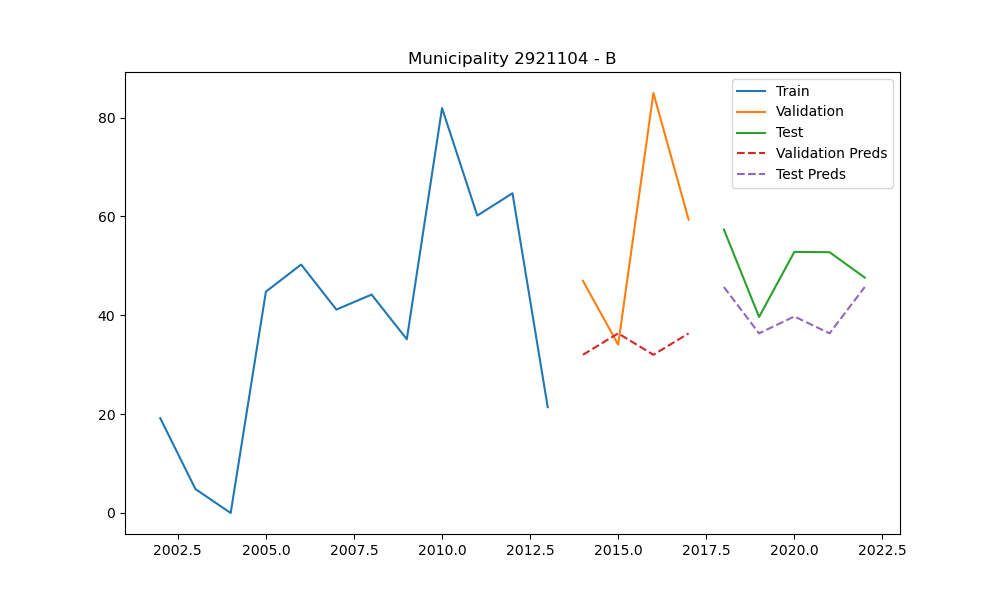 Municipality 2921104 - B
Train
Validation
Test
Validation Preds
Test Preds
80
60
40
20
0
2002.5 2005.0 2007.5 2010.0 2012.5 2015.0 2017.5 2020.0 2022.5